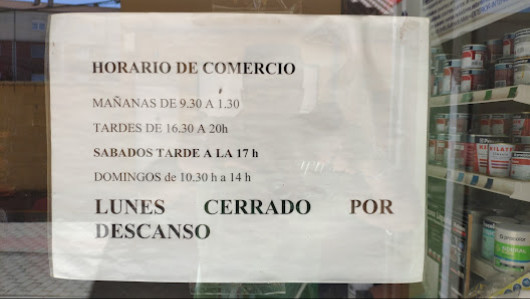 HORARIO DE COMERCIO
MAÑANAS DE 9.30 A 1.30
TARDES DE 16.30 A 20h
SABADOS TARDE A LA 17 h
DOMINGOS de 10.30 h a 14 h
LUNES CERRADO POR
DESCANSO